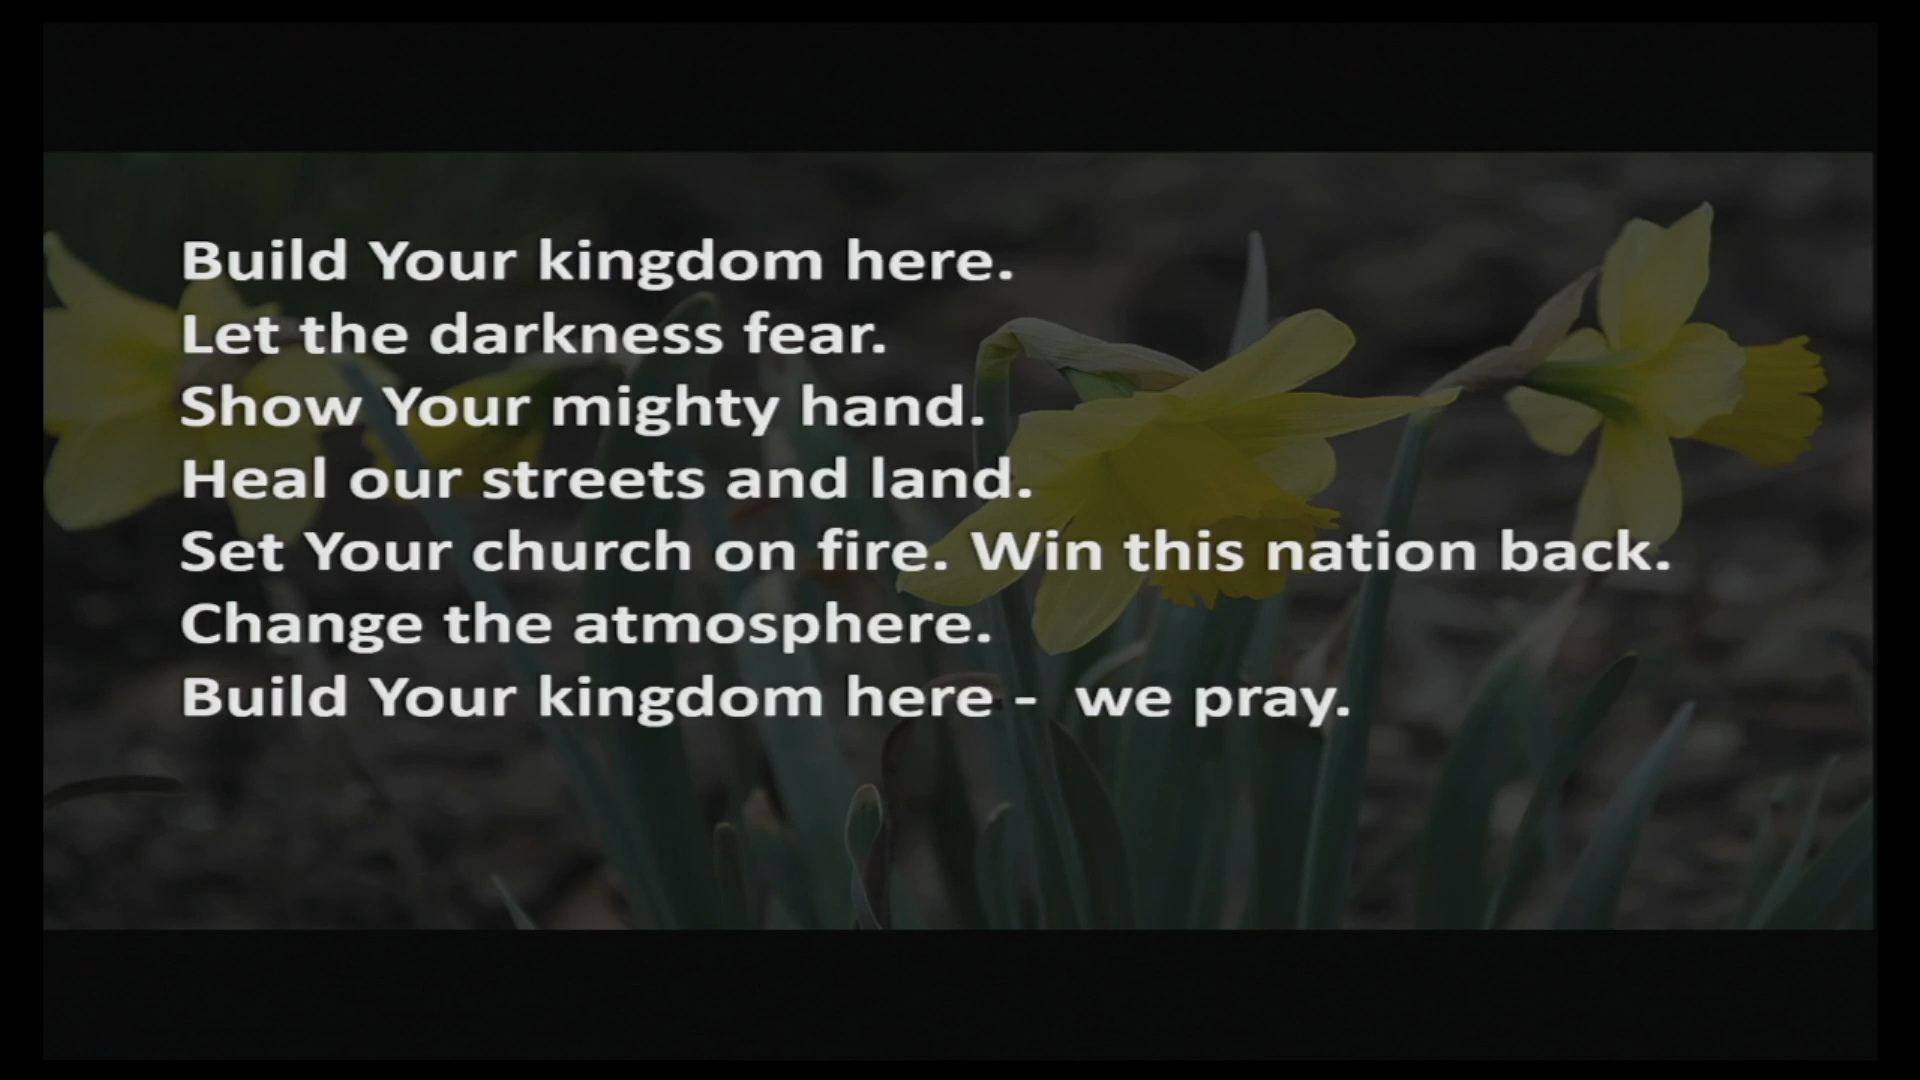 Build Your kingdom here.
Let the darkness fear.
Show Your mighty hand.
Heal our streets and land.
Set Your church on fire. Win this nation back.
Change the atmosphere.
Build Your kingdom here -  we pray.